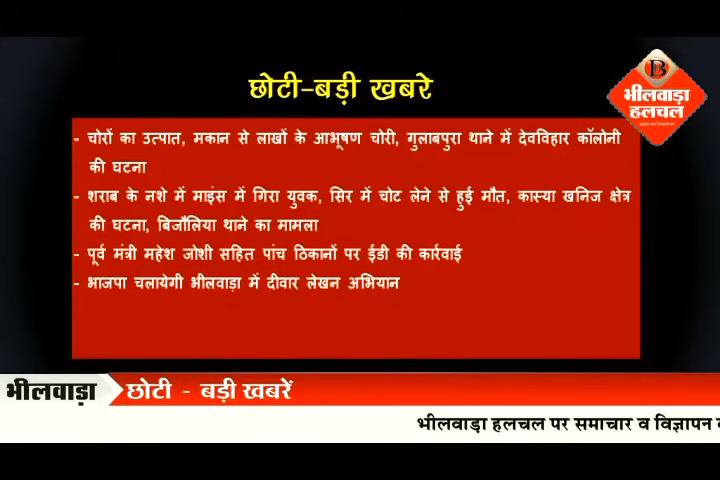 छोटी-बड़ी खबरे
B
भीलवाड़ा
हलचल
- चोरों का उत्पात, मकान से लाखों के आभूषण चोरी, गुलाबपुरा थाने में देवविहार कॉलोनी
की घटना
- शराब के नशे में माइंस में गिरा युवक, सिर में चोट लेने से हुई मौत, कास्या खनिज क्षेत्र
की घटना, बिजौलिया थाने का मामला
- पूर्व मंत्री महेश जोशी सहित पांच ठिकानों पर ईडी की कार्रवाई
- भाजपा चलायेगी भीलवाड़ा में दीवार लेखन अभियान
भीलवाड़ा छोटी - बड़ी खबरें
भीलवाड़ा हलचल पर समाचार व विज्ञापन